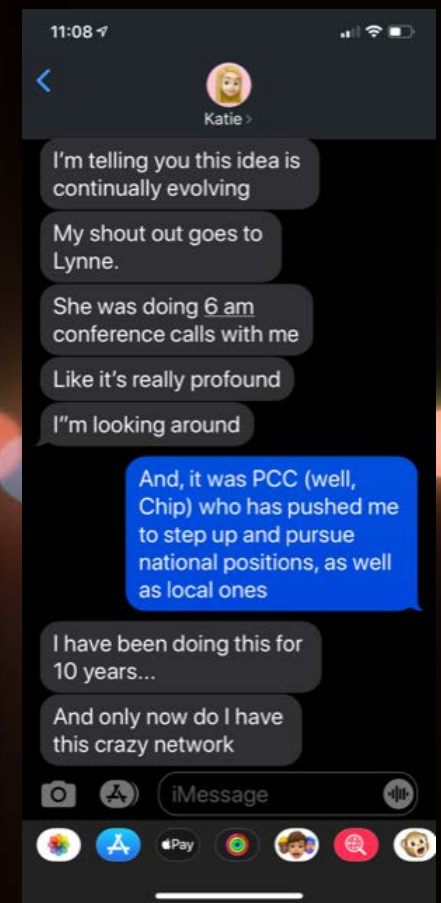 11:08
Katie
I'm telling you this idea is
continually evolving
My shout out goes to
Lynne.
She was doing 6 am
conference calls with me
Like it's really profound
I"m looking around
And, it was PCC (well,
Chip) who has pushed me
to step up and pursue
national positions, as well
as local ones
I have been doing this for
10 years...
And only now do I have
this crazy network
iMessage
Pay